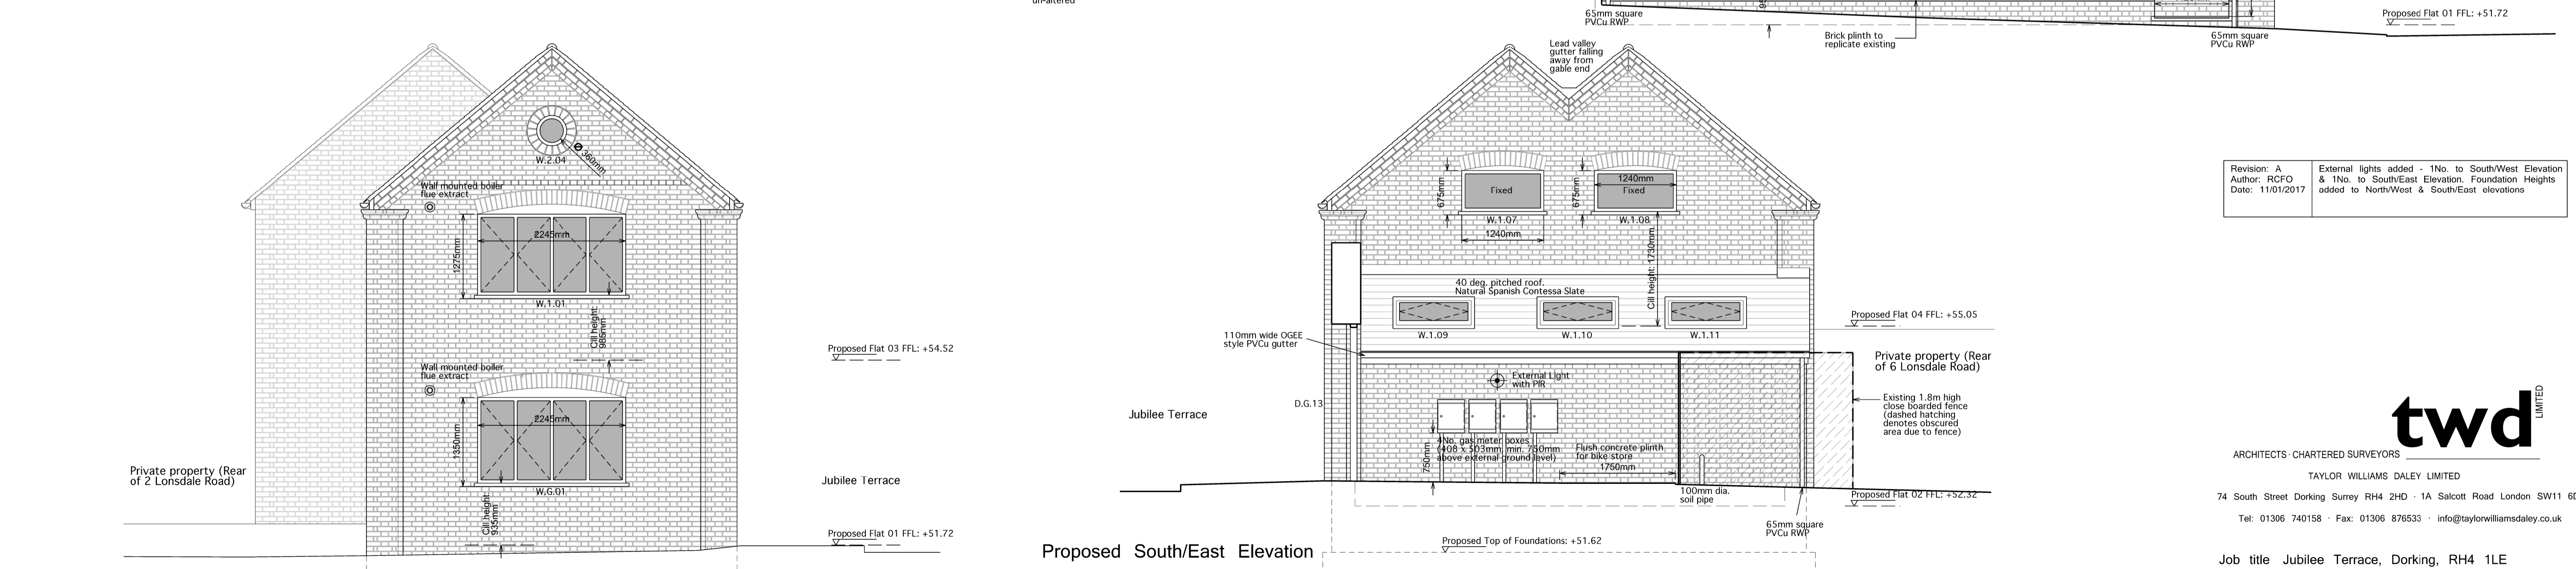 un-altered
65mm square
PVCu RWP
Brick plinth to
replicate existing
65mm square
PVCu RWP
Proposed Flat 01 FFL: +51.72
W.2.04
Ø 360mm
Wall mounted boiler
flue extract
2245mm
1275mm
W.1.01
Cill height:
985mm
Proposed Flat 03 FFL: +54.52
Wall mounted boiler
flue extract
2245mm
1350mm
W.G.01
Cill height:
935mm
Private property (Rear
of 2 Lonsdale Road)
Jubilee Terrace
Proposed Flat 01 FFL: +51.72
Lead valley
gutter falling
away from
gable end
675mm
Fixed
W.1.07
1240mm
675mm
1240mm
Fixed
W.1.08
Cill height: 1730mm
40 deg. pitched roof.
Natural Spanish Contessa Slate
W.1.09
W.1.10
W.1.11
110mm wide OGEE
style PVCu gutter
Proposed Flat 04 FFL: +55.05
Private property (Rear
of 6 Lonsdale Road)
External Light
with PIR
D.G.13
Jubilee Terrace
Existing 1.8m high
close boarded fence
(dashed hatching
denotes obscured
area due to fence)
4No. gas meter boxes
(408 x 503mm, min. 750mm
above external ground level)
750mm
Flush concrete plinth
for bike store
1750mm
100mm dia.
soil pipe
Proposed Flat 02 FFL: +52.32
65mm square
PVCu RWP
Proposed Top of Foundations: +51.62
Proposed South/East Elevation
Revision: A
Author: RCFO
Date: 11/01/2017
External lights added - 1No. to South/West Elevation
& 1No. to South/East Elevation. Foundation Heights
added to North/West & South/East elevations
twd
LIMITED
ARCHITECTS · CHARTERED SURVEYORS
TAYLOR WILLIAMS DALEY LIMITED
74 South Street Dorking Surrey RH4 2HD · 1A Salcott Road London SW11
Tel: 01306 740158 · Fax: 01306 876533 · info@taylorwilliamsdaley.co.uk
Job title Jubilee Terrace, Dorking, RH4 1LE